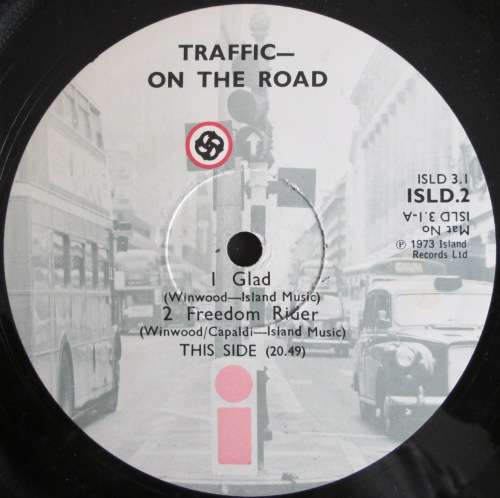 TRAFFIC—
ON THE ROAD
ISLD 3.1
ISLD.2
ISLD 3.1-A
Mat No
℗ 1973 Island
Records Ltd
1 Glad
(Winwood—Island Music)
2 Freedom Rider
(Winwood/Capaldi—Island Music)
THIS SIDE (20.49)
i